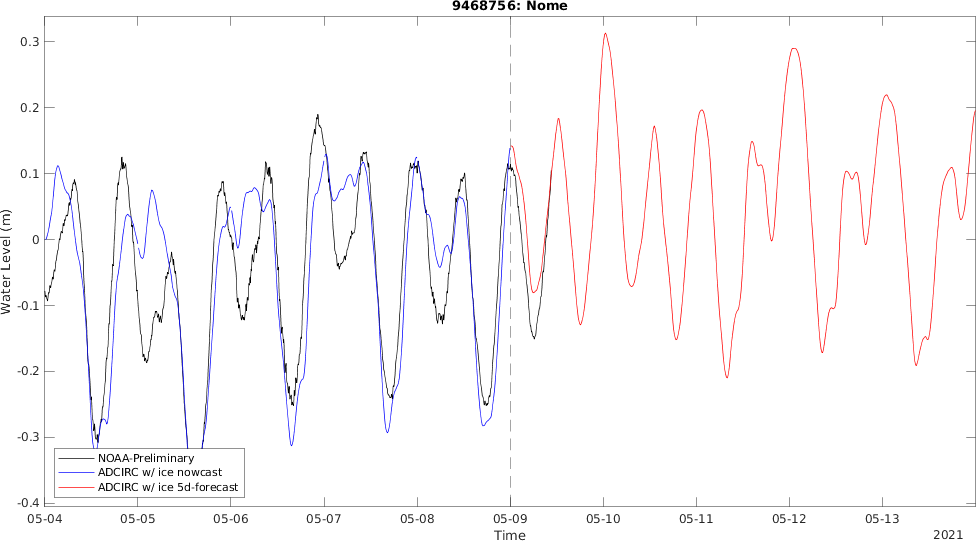 9468756: Nome
0.3
0.2
0.1
0
-0.1
-0.2
-0.3
-0.4
Water Level (m)
NOAA-Preliminary
ADCIRC w/ ice nowcast
ADCIRC w/ ice 5d-forecast
05-04 05-05 05-06 05-07 05-08 05-09 05-10 05-11 05-12 05-13
Time
2021